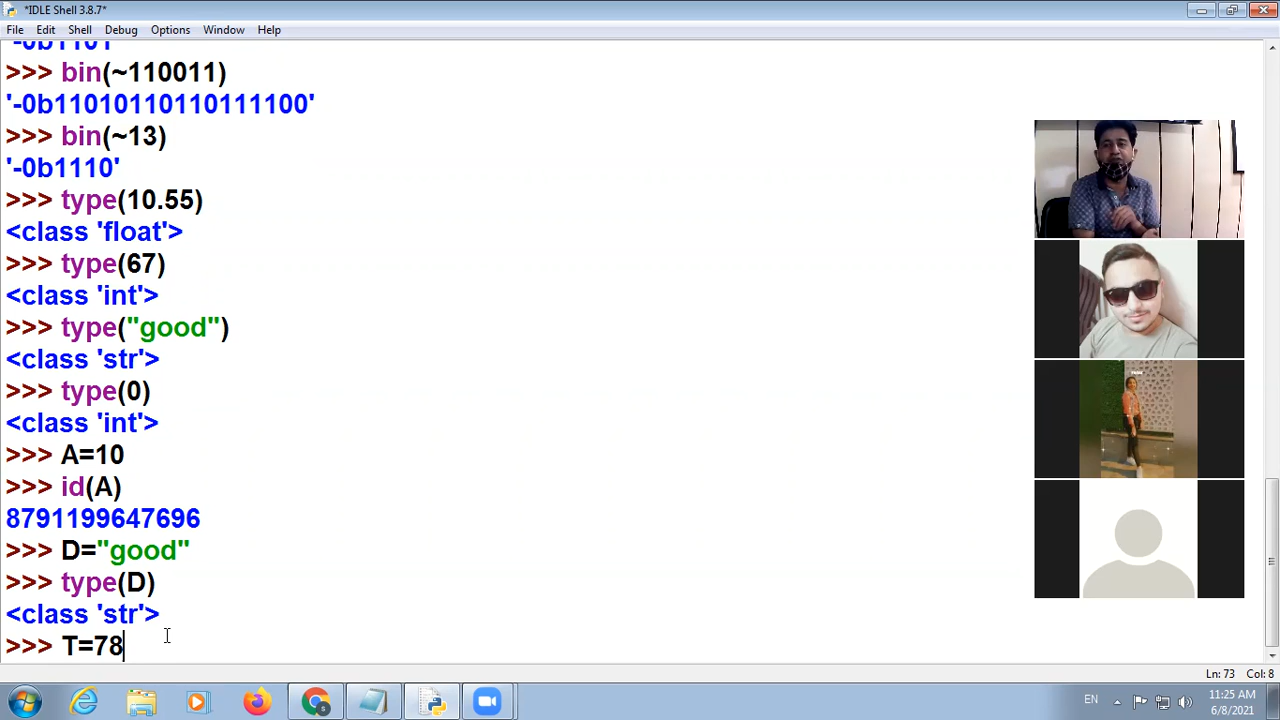 *IDLE Shell 3.8.7*
File Edit Shell Debug Options Window Help
'-0b1101'
>>> bin(~110011)
'-0b11010110110111100'
>>> bin(~13)
'-0b1110'
>>> type(10.55)
<class 'float'>
>>> type(67)
<class 'int'>
>>> type("good")
<class 'str'>
>>> type(0)
<class 'int'>
>>> A=10
>>> id(A)
8791199647696
>>> D="good"
>>> type(D)
<class 'str'>
>>> T=78
Ln: 73 Col: 8
EN
11:25 AM
6/8/2021